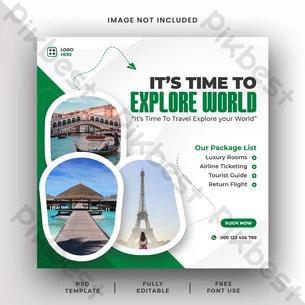 IMAGE NOT INCLUDED
LOGO
HERE
IT'S TIME TO
EXPLORE WORLD
"It's Time To Travel Explore your World"
Our Package List
Luxury Rooms
Airline Ticketing
Tourist Guide
Return Flight
BOOK NOW
000 123 456 789
PSD
TEMPLATE
FULLY
EDITABLE
FREE
FONT USE
Pikbest